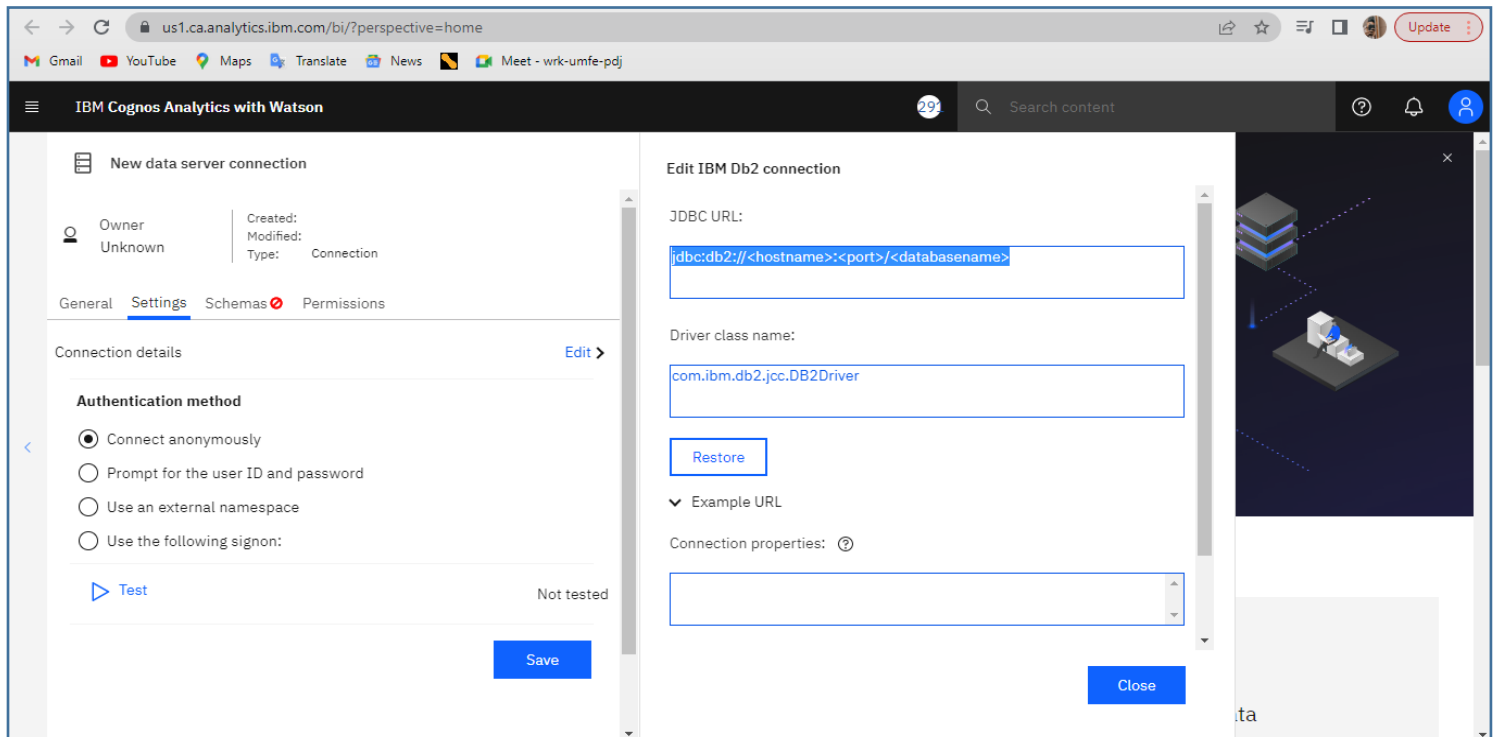 us1.ca.analytics.ibm.com/bi/?perspective=home
Update
Gmail YouTube Maps Translate News Meet - wrk-umfe-pdj
IBM Cognos Analytics with Watson
291
Search content
New data server connection
Owner
Unknown
Created:
Modified:
Type: Connection
General Settings Schemas Permissions
Connection details Edit
Authentication method
Connect anonymously
Prompt for the user ID and password
Use an external namespace
Use the following signon:
Test
Not tested
Save
Edit IBM Db2 connection
JDBC URL:
jdbc:db2://<hostname>:<port>/<databasename>
Driver class name:
com.ibm.db2.jcc.DB2Driver
Restore
Example URL
Connection properties:
Close
ta